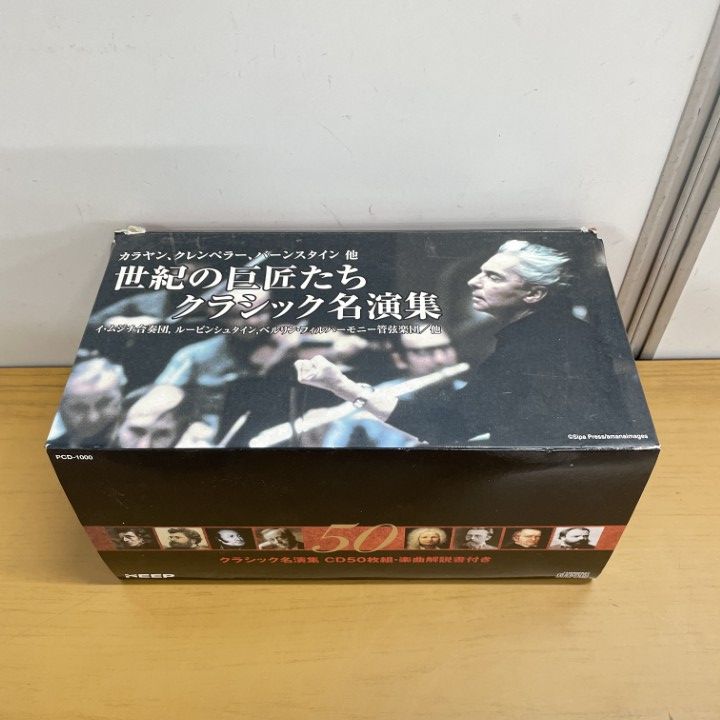 カラヤン、クレンペラー、バーンスタイン 他
世紀の巨匠たち
クラシック名演集
イ・ムジチ合奏団, ルービンシュタイン, ベルリン・フィルハーモニー管弦楽団／他
©Sipa Press/amanaimages
PCD-1000
50
クラシック名演集 CD50枚組・楽曲解説書付き
KEEP